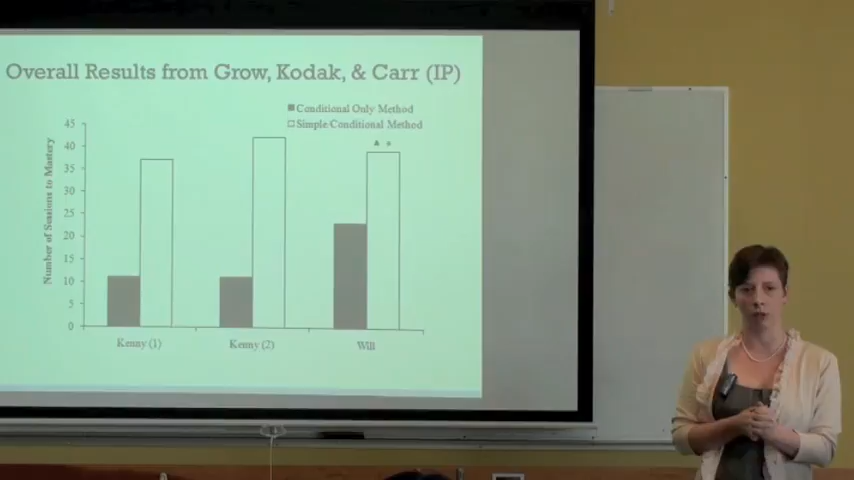 Overall Results from Grow, Kodak, & Carr (IP)
Conditional Only Method
Simple-Conditional Method
Number of Sessions to Mastery
45
40
35
30
25
20
15
10
5
0
Kenny (1) Kenny (2) Will